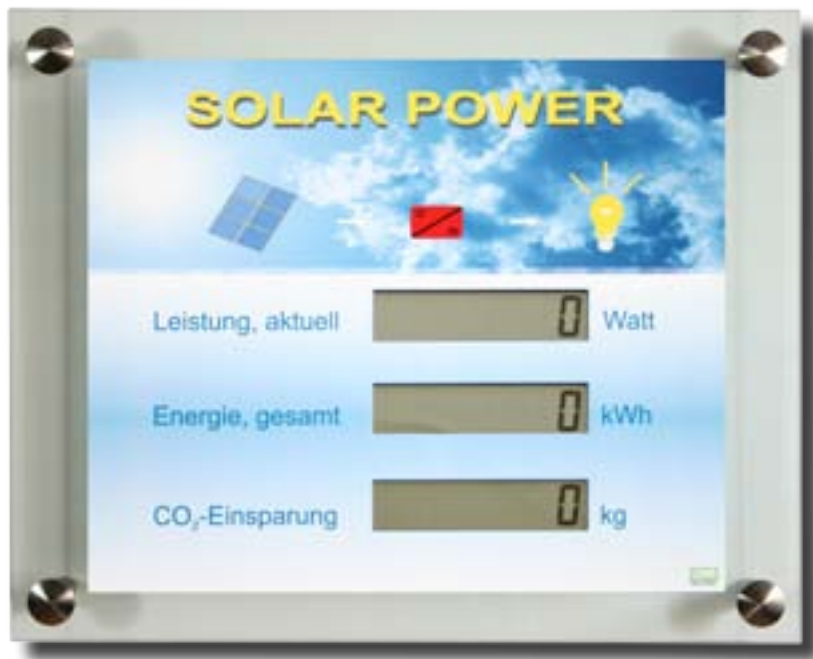 SOLAR POWER
Leistung, aktuell 0 Watt
Energie, gesamt 0 kWh
CO₂-Einsparung 0 kg